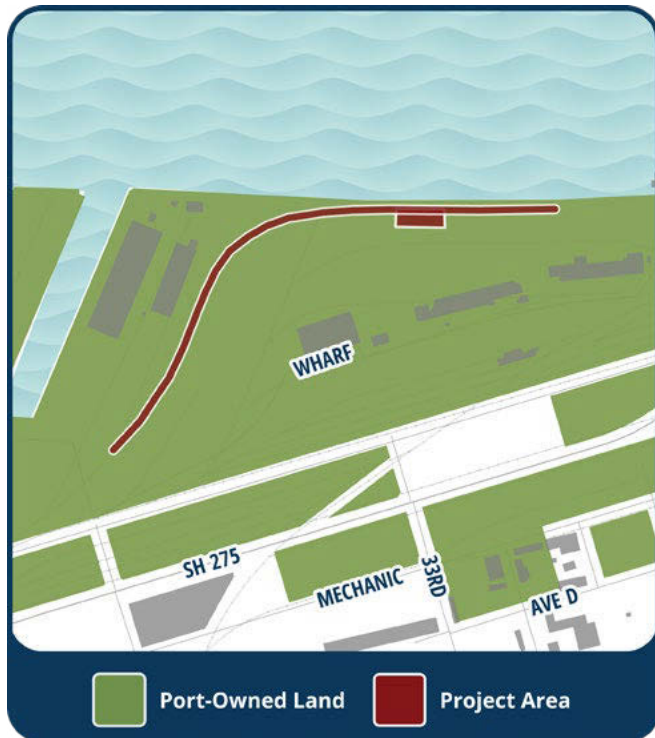 WHARF
SH 275
MECHANIC
33RD
AVE D
Port-Owned Land
Project Area